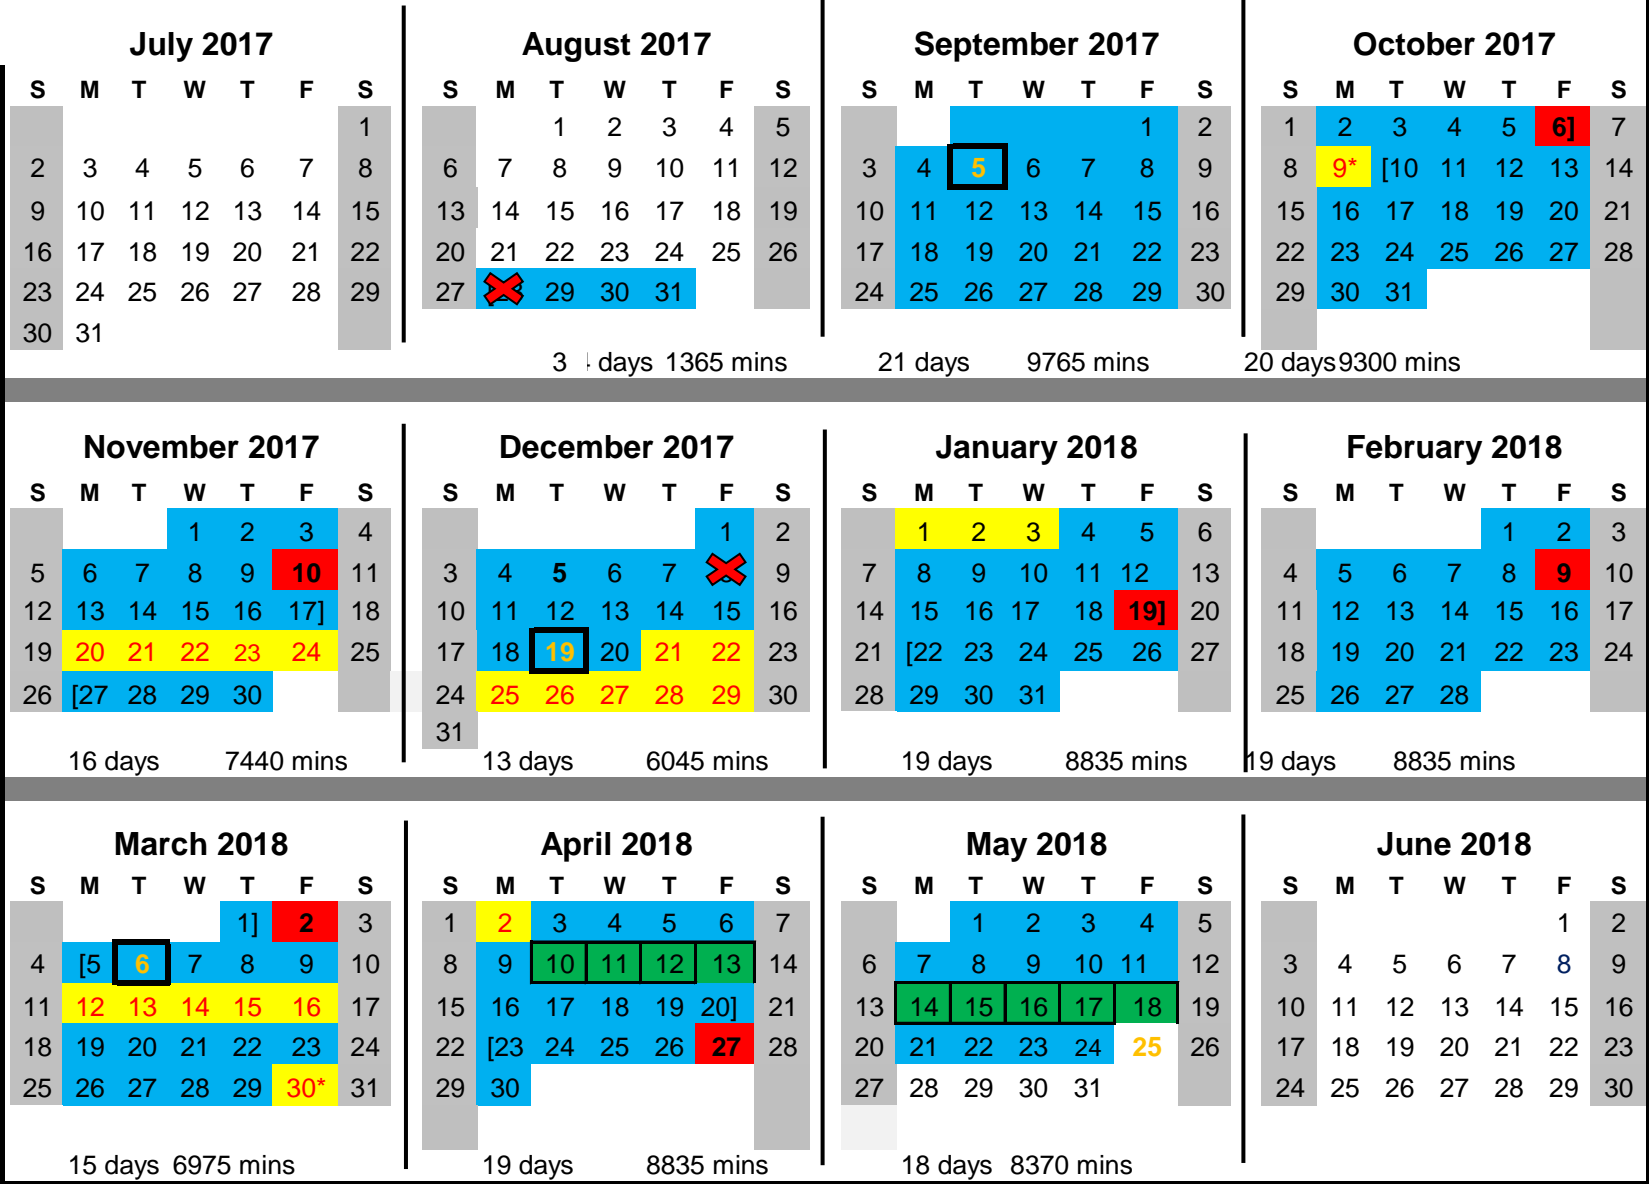 July 2017 August 2017 September 2017 October 2017
S M T W T F S S M T W T F S S M T W T F S S M T W T F S
1 1 2 3 4 5 1 2 1 2 3 4 5 6] 7
2 3 4 5 6 7 8 6 7 8 9 10 11 12 3 4 5 6 7 8 9 8 9* [10 11 12 13 14
9 10 11 12 13 14 15 13 14 15 16 17 18 19 10 11 12 13 14 15 16 15 16 17 18 19 20 21
16 17 18 19 20 21 22 20 21 22 23 24 25 26 17 18 19 20 21 22 23 22 23 24 25 26 27 28
23 24 25 26 27 28 29 27 29 30 31 24 25 26 27 28 29 30 29 30 31
30 31
3 days 1365 mins 21 days 9765 mins 20 days 9300 mins
November 2017 December 2017 January 2018 February 2018
S M T W T F S S M T W T F S S M T W T F S S M T W T F S
1 2 3 4 1 2 1 2 3 4 5 6 1 2 3
5 6 7 8 9 10 11 3 4 5 6 7 9 7 8 9 10 11 12 13 4 5 6 7 8 9 10
12 13 14 15 16 17] 18 10 11 12 13 14 15 16 14 15 16 17 18 19] 20 11 12 13 14 15 16 17
19 20 21 22 23 24 25 17 18 19 20 21 22 23 21 [22 23 24 25 26 27 18 19 20 21 22 23 24
26 [27 28 29 30 24 25 26 27 28 29 30 28 29 30 31 25 26 27 28
31
16 days 7440 mins 13 days 6045 mins 19 days 8835 mins 19 days 8835 mins
March 2018 April 2018 May 2018 June 2018
S M T W T F S S M T W T F S S M T W T F S S M T W T F S
1] 2 3 1 2 3 4 5 6 7 1 2 3 4 5 1 2
4 [5 6 7 8 9 10 8 9 10 11 12 13 14 6 7 8 9 10 11 12 3 4 5 6 7 8 9
11 12 13 14 15 16 17 15 16 17 18 19 20] 21 13 14 15 16 17 18 19 10 11 12 13 14 15 16
18 19 20 21 22 23 24 22 [23 24 25 26 27 28 20 21 22 23 24 25 26 17 18 19 20 21 22 23
25 26 27 28 29 30* 31 29 30 27 28 29 30 31 24 25 26 27 28 29 30
15 days 6975 mins 19 days 8835 mins 18 days 8370 mins